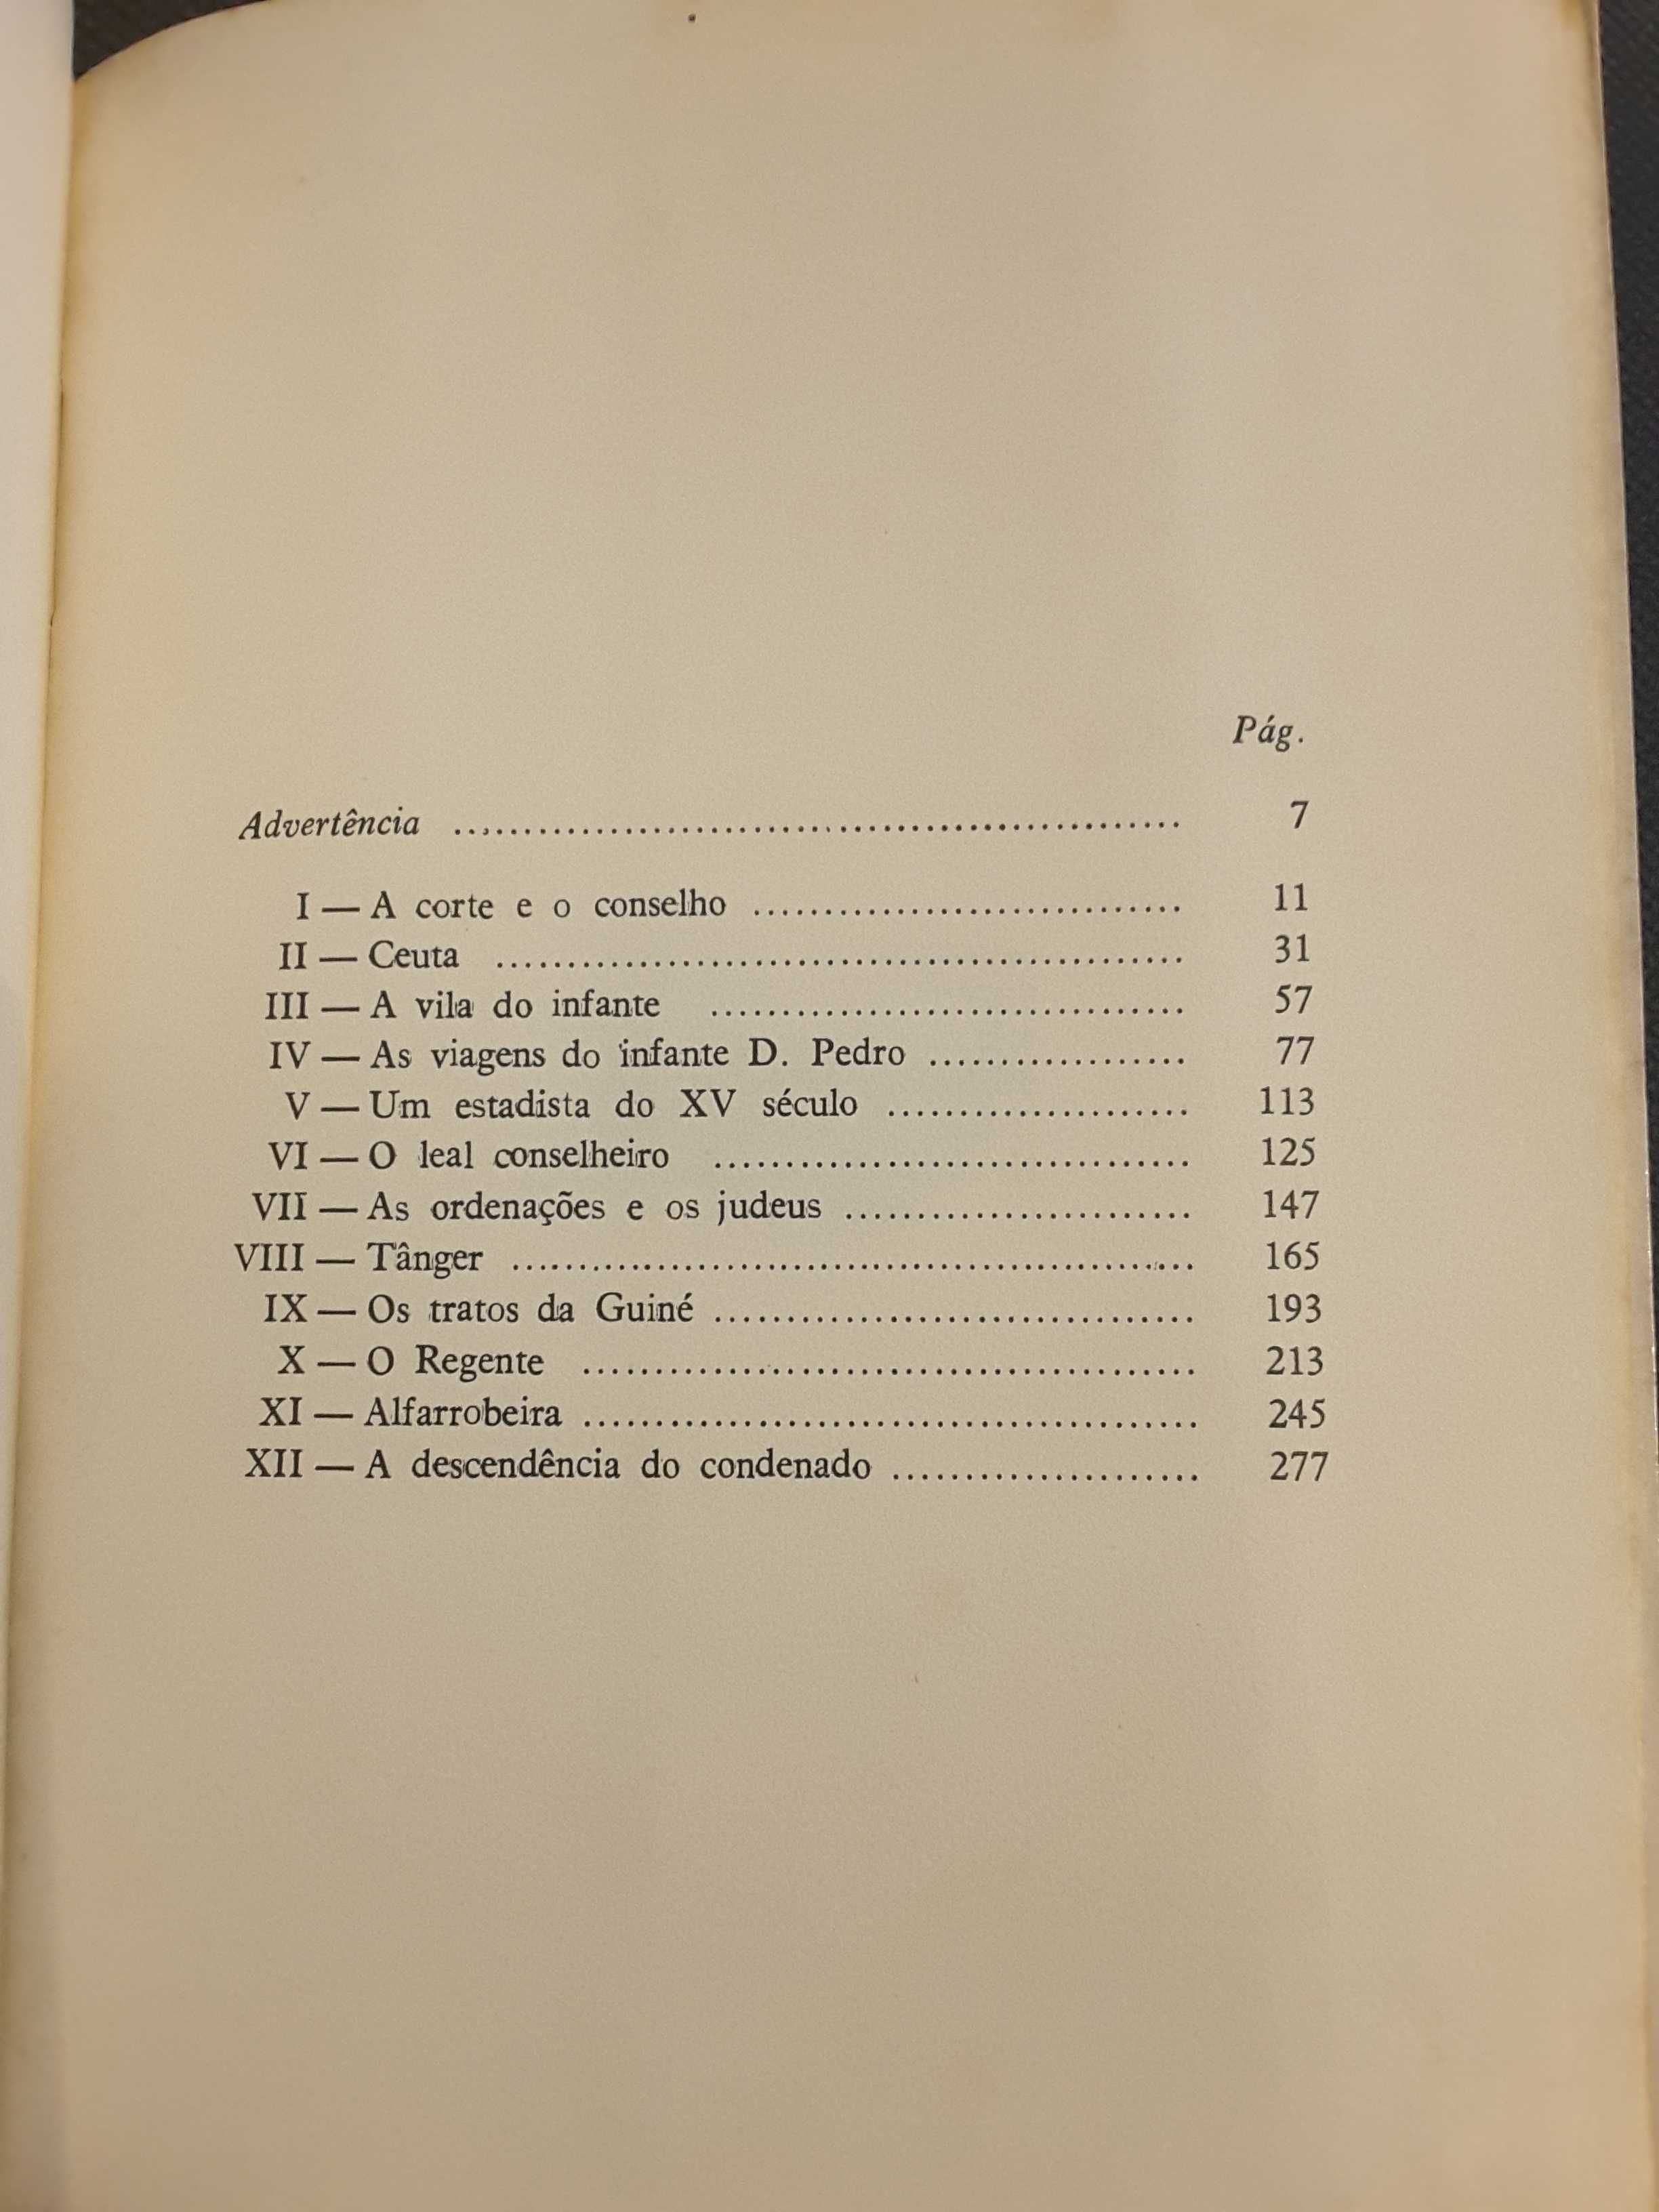 Pág.
Advertência ........................................ 7
I — A corte e o conselho .............................. 11
II — Ceuta ................................................ 31
III — A vila do infante ................................. 57
IV — As viagens do infante D. Pedro .................. 77
V — Um estadista do XV século ..................... 113
VI — O leal conselheiro .................................. 125
VII — As ordenações e os judeus ........................ 147
VIII — Tânger ................................................ 165
IX — Os tratos da Guiné .................................. 193
X — O Regente ........................................... 213
XI — Alfarrobeira ........................................... 245
XII — A descendência do condenado ..................... 277